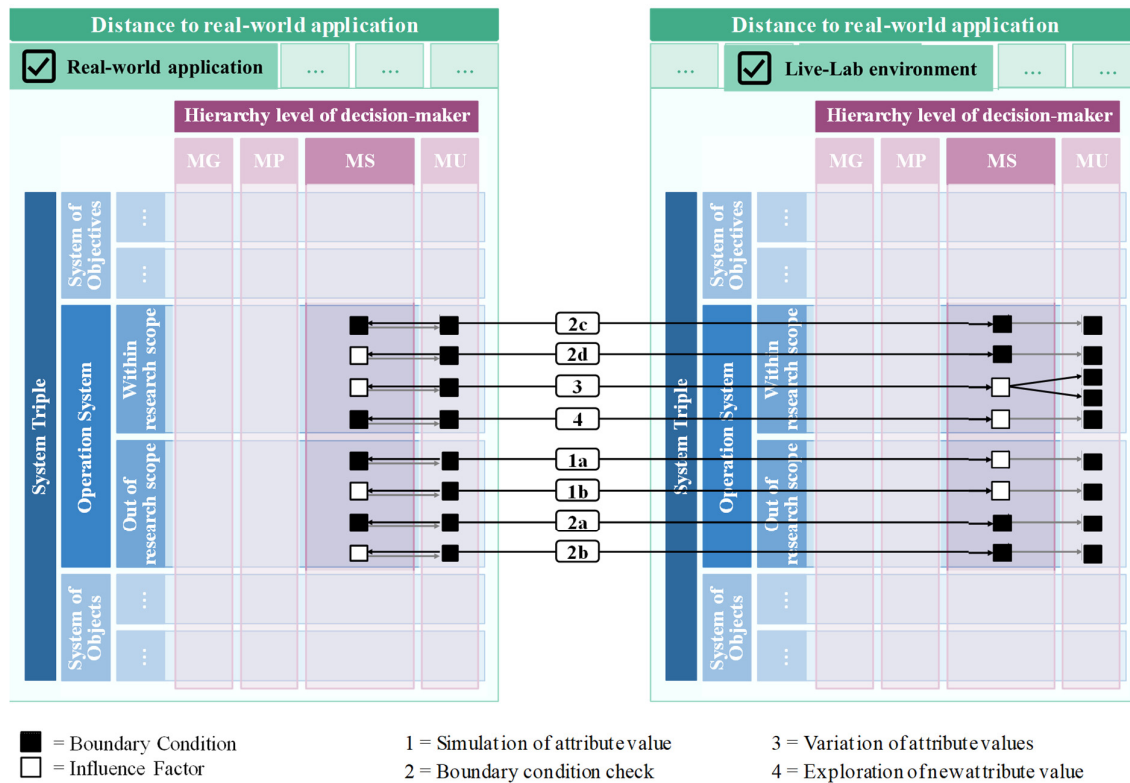 Distance to real-world application
Real-world application
...
...
...
Hierarchy level of decision-maker
MG
MP
MS
MU
System Triple
System of
Objectives
...
...
Operation System
Within
research scope
Out of
research scope
System of
Objects
...
...
2c
2d
3
4
1a
1b
2a
2b
Distance to real-world application
...
Live-Lab environment
...
...
Hierarchy level of decision-maker
MG
MP
MS
MU
System Triple
System of
Objectives
...
...
Operation System
Within
research scope
Out of
research scope
System of
Objects
...
...
= Boundary Condition
= Influence Factor
1 = Simulation of attribute value
2 = Boundary condition check
3 = Variation of attribute values
4 = Exploration of new attribute value